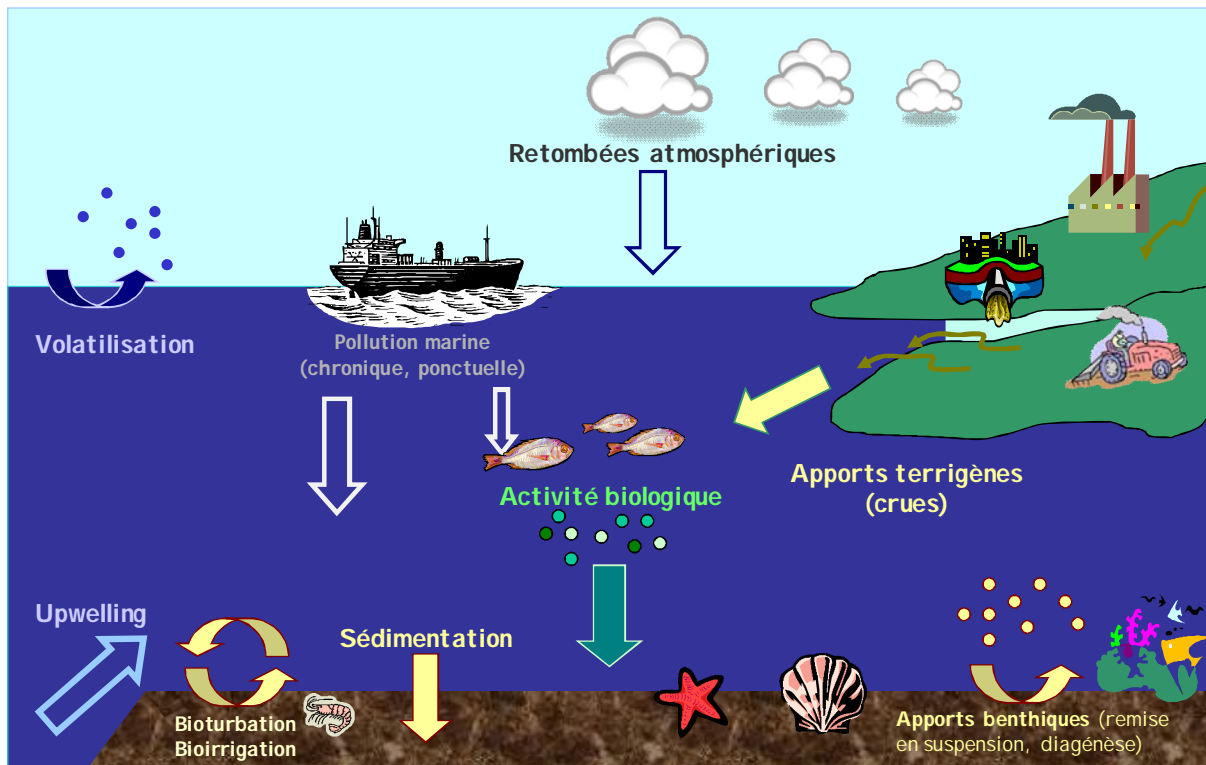 Retombées atmosphériques
Volatilisation
Pollution marine
(chronique, ponctuelle)
Apports terrigènes
(crues)
Activité biologique
Upwelling
Sédimentation
Bioturbation
Bioirrigation
Apports benthiques (remise
en suspension, diagénèse)